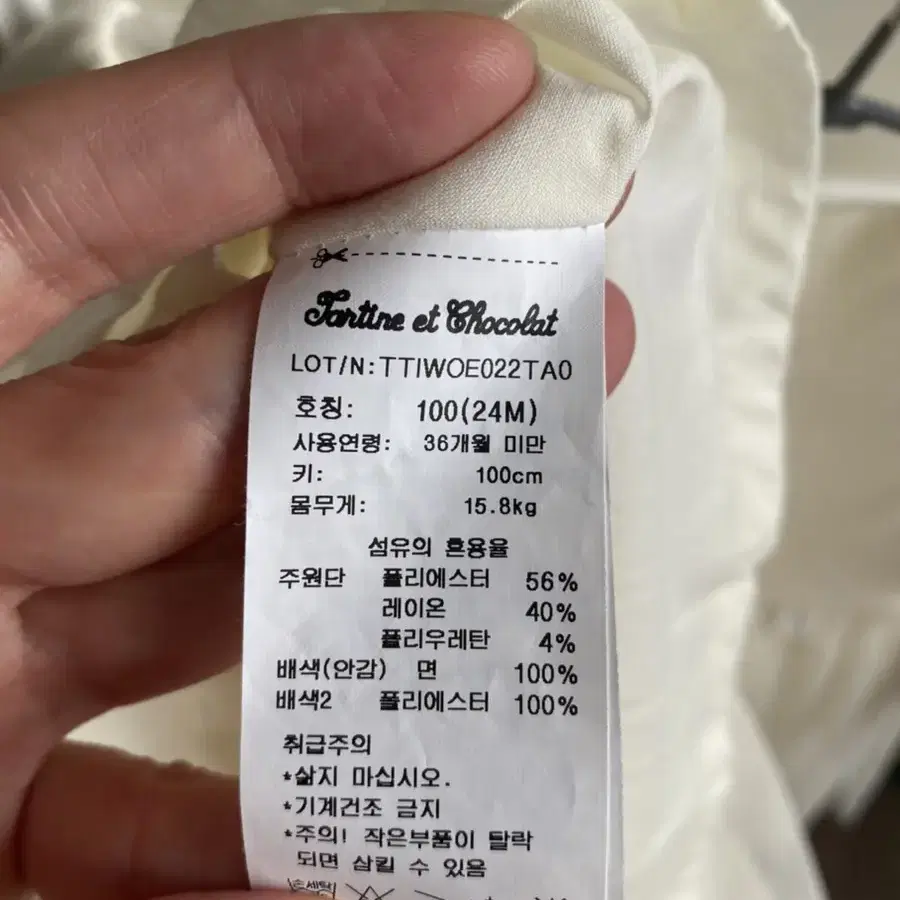 Tartine et Chocolat
LOT/N:TTIWOE022TA0
호칭: 100(24M)
사용연령: 36개월 미만
키: 100cm
몸무게: 15.8kg
섬유의 혼용율
주원단 폴리에스터 56%
레이온 40%
폴리우레탄 4%
배색(안감) 면 100%
배색2 폴리에스터 100%
취급주의
*삶지 마십시오.
*기계건조 금지
*주의! 작은부품이 탈락
되면 삼킬 수 있음
손세탁